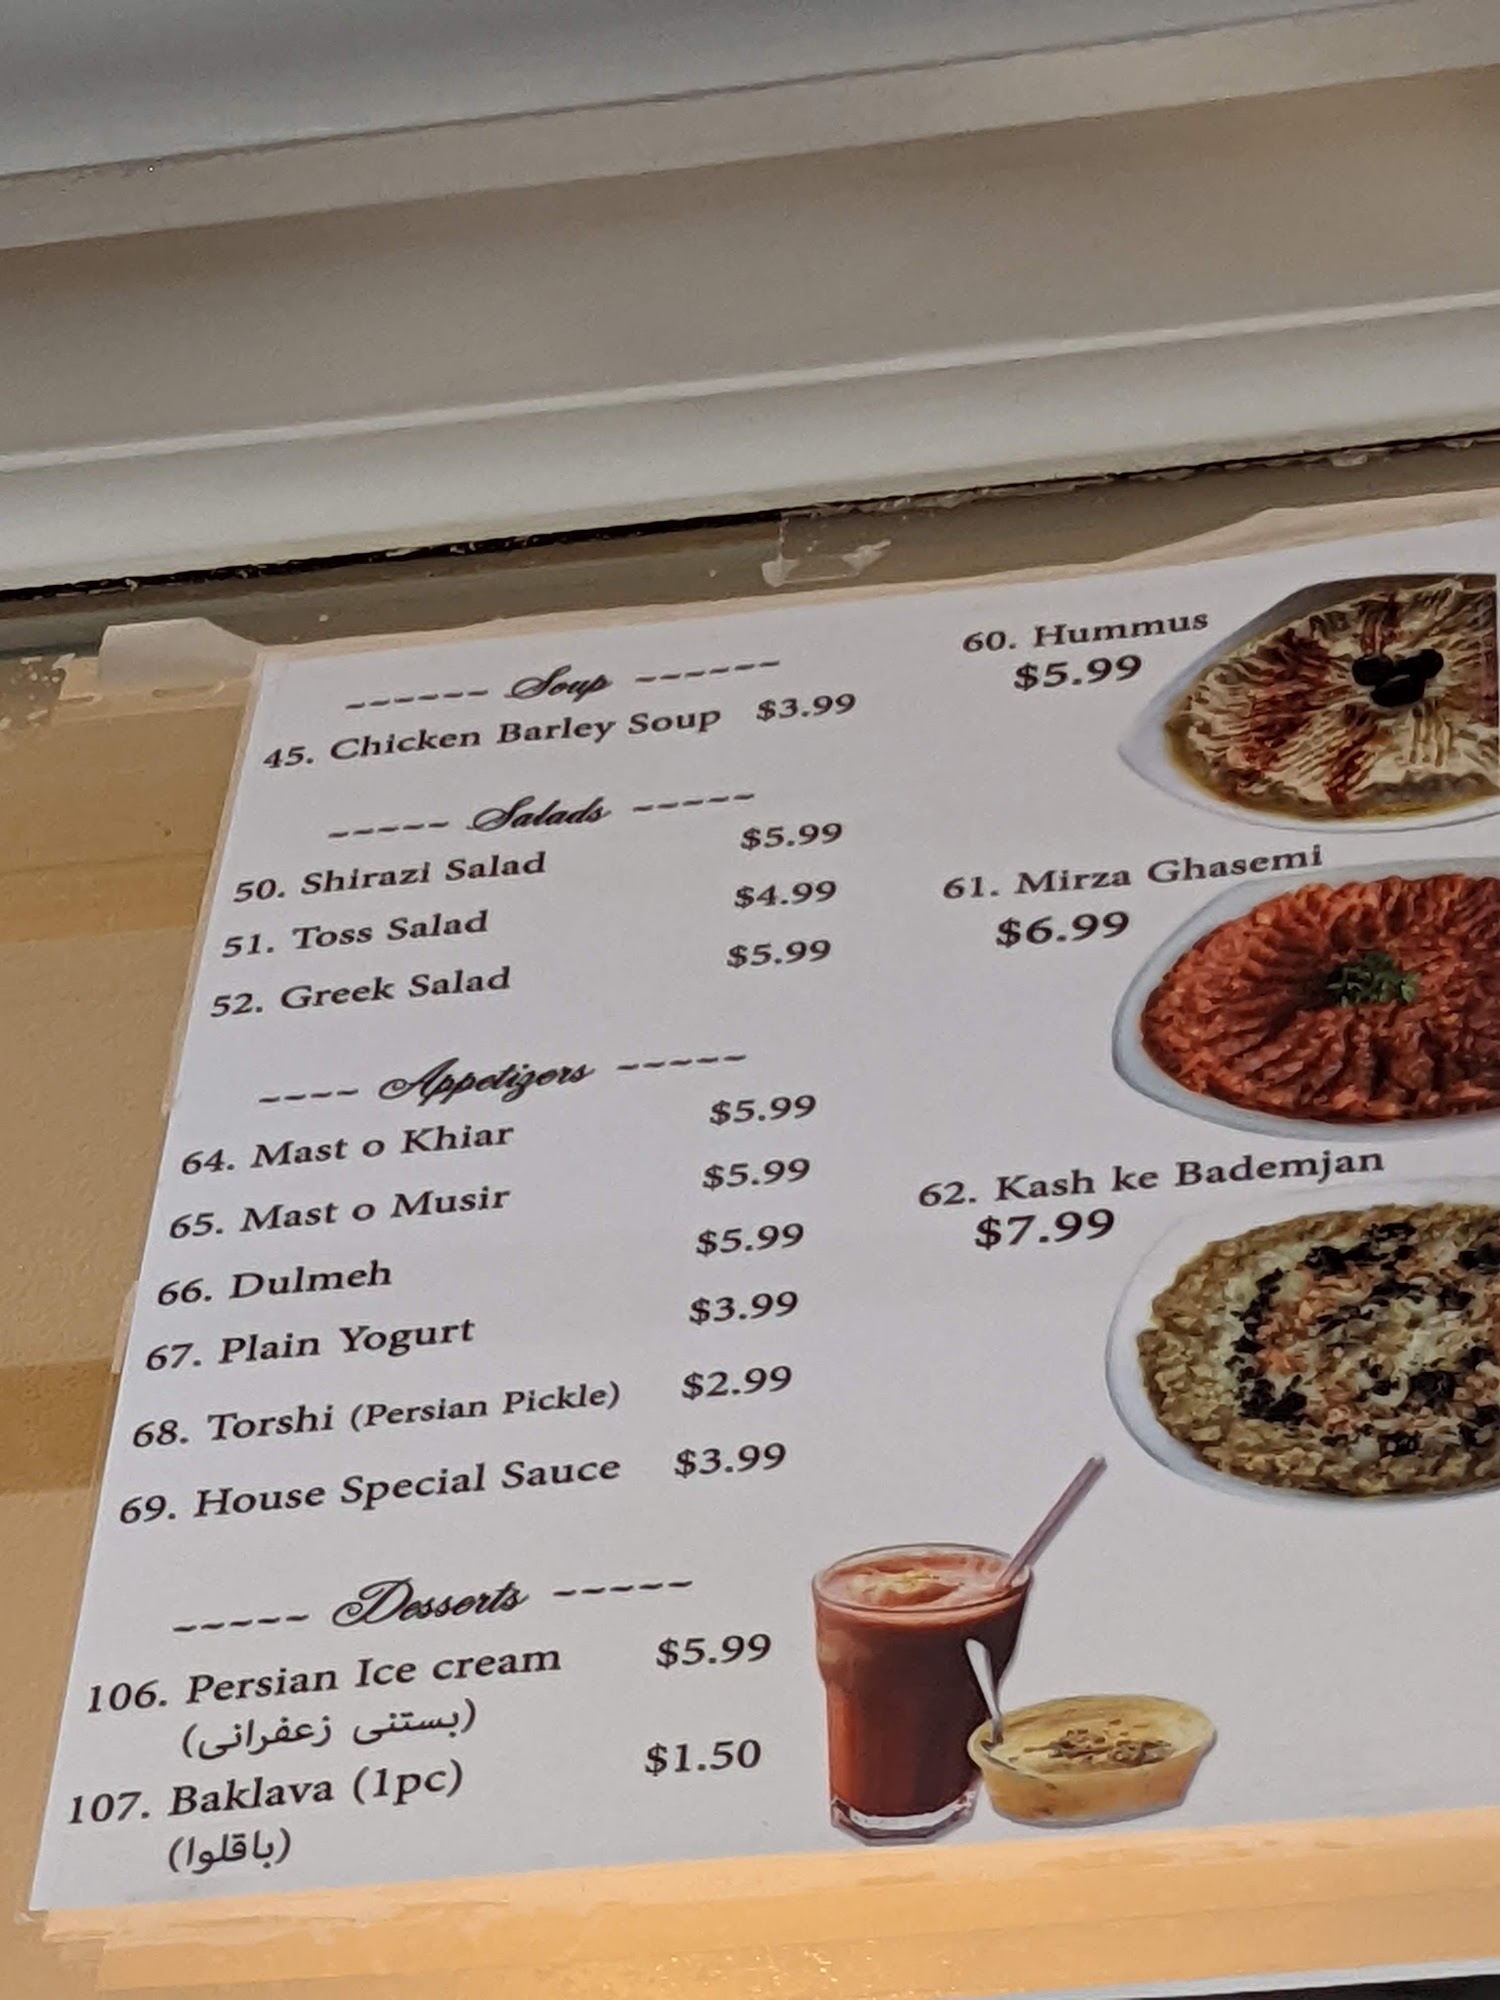 ------ Soup ------
45. Chicken Barley Soup $3.99
----- Salads -----
50. Shirazi Salad $5.99
51. Toss Salad $4.99
52. Greek Salad $5.99
---- Appetizers -----
64. Mast o Khiar $5.99
65. Mast o Musir $5.99
66. Dulmeh $5.99
67. Plain Yogurt $3.99
68. Torshi (Persian Pickle) $2.99
69. House Special Sauce $3.99
----- Desserts -----
106. Persian Ice cream $5.99
(بستنی زعفرانی)
107. Baklava (1pc) $1.50
(باقلوا)
60. Hummus
$5.99
61. Mirza Ghasemi
$6.99
62. Kash ke Bademjan
$7.99